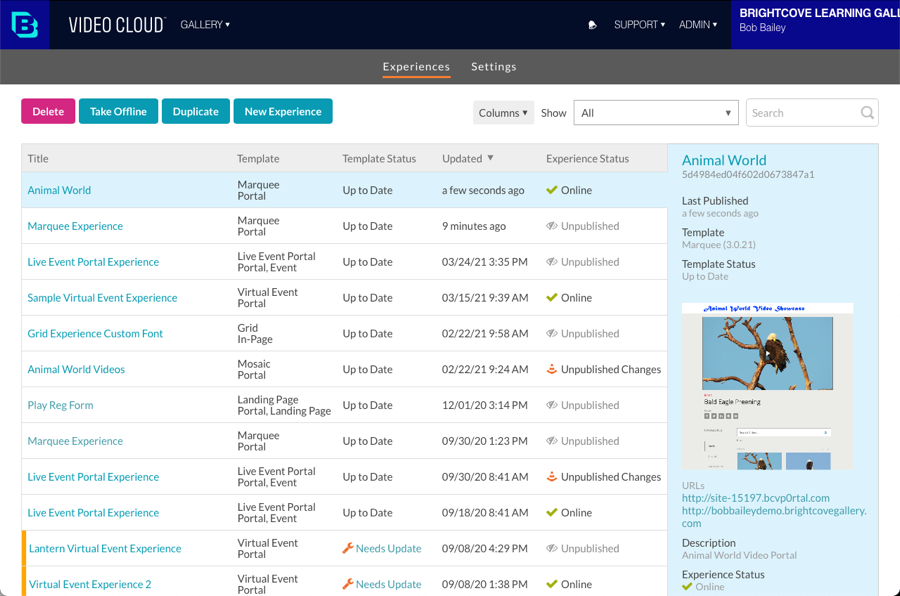 VIDEO CLOUD
GALLERY
SUPPORT
ADMIN
BRIGHTCOVE LEARNING GALL
Bob Bailey
Experiences
Settings
Delete
Take Offline
Duplicate
New Experience
Columns
Show
All
Search
Title Template Template Status Updated Experience Status
Animal World
Marquee
Portal
Up to Date
a few seconds ago
Online
Marquee Experience
Marquee
Portal
Up to Date
9 minutes ago
Unpublished
Live Event Portal Experience
Live Event Portal
Portal, Event
Up to Date
03/24/21 3:35 PM
Unpublished
Sample Virtual Event Experience
Virtual Event
Portal
Up to Date
03/15/21 9:39 AM
Online
Grid Experience Custom Font
Grid
In-Page
Up to Date
02/22/21 9:58 AM
Unpublished
Animal World Videos
Mosaic
Portal
Up to Date
02/22/21 9:24 AM
Unpublished Changes
Play Reg Form
Landing Page
Portal, Landing Page
Up to Date
12/01/20 3:14 PM
Unpublished
Marquee Experience
Marquee
Portal
Up to Date
09/30/20 1:23 PM
Unpublished
Live Event Portal Experience
Live Event Portal
Portal, Event
Up to Date
09/30/20 8:41 AM
Unpublished Changes
Live Event Portal Experience
Live Event Portal
Portal, Event
Up to Date
09/18/20 8:41 AM
Online
Lantern Virtual Event Experience
Virtual Event
Portal
Needs Update
09/08/20 4:29 PM
Unpublished
Virtual Event Experience 2
Virtual Event
Portal
Needs Update
09/08/20 1:38 PM
Online
Animal World
5d4984ed04f602d0673847a1
Last Published
a few seconds ago
Template
Marquee (3.0.21)
Template Status
Up to Date
Animal World Video Showcase
Bald Eagle Preening
URLs
http://site-15197.bcvp0rtal.com
http://bobbaileydemo.brightcovegallery.
com
Description
Animal World Video Portal
Experience Status
Online